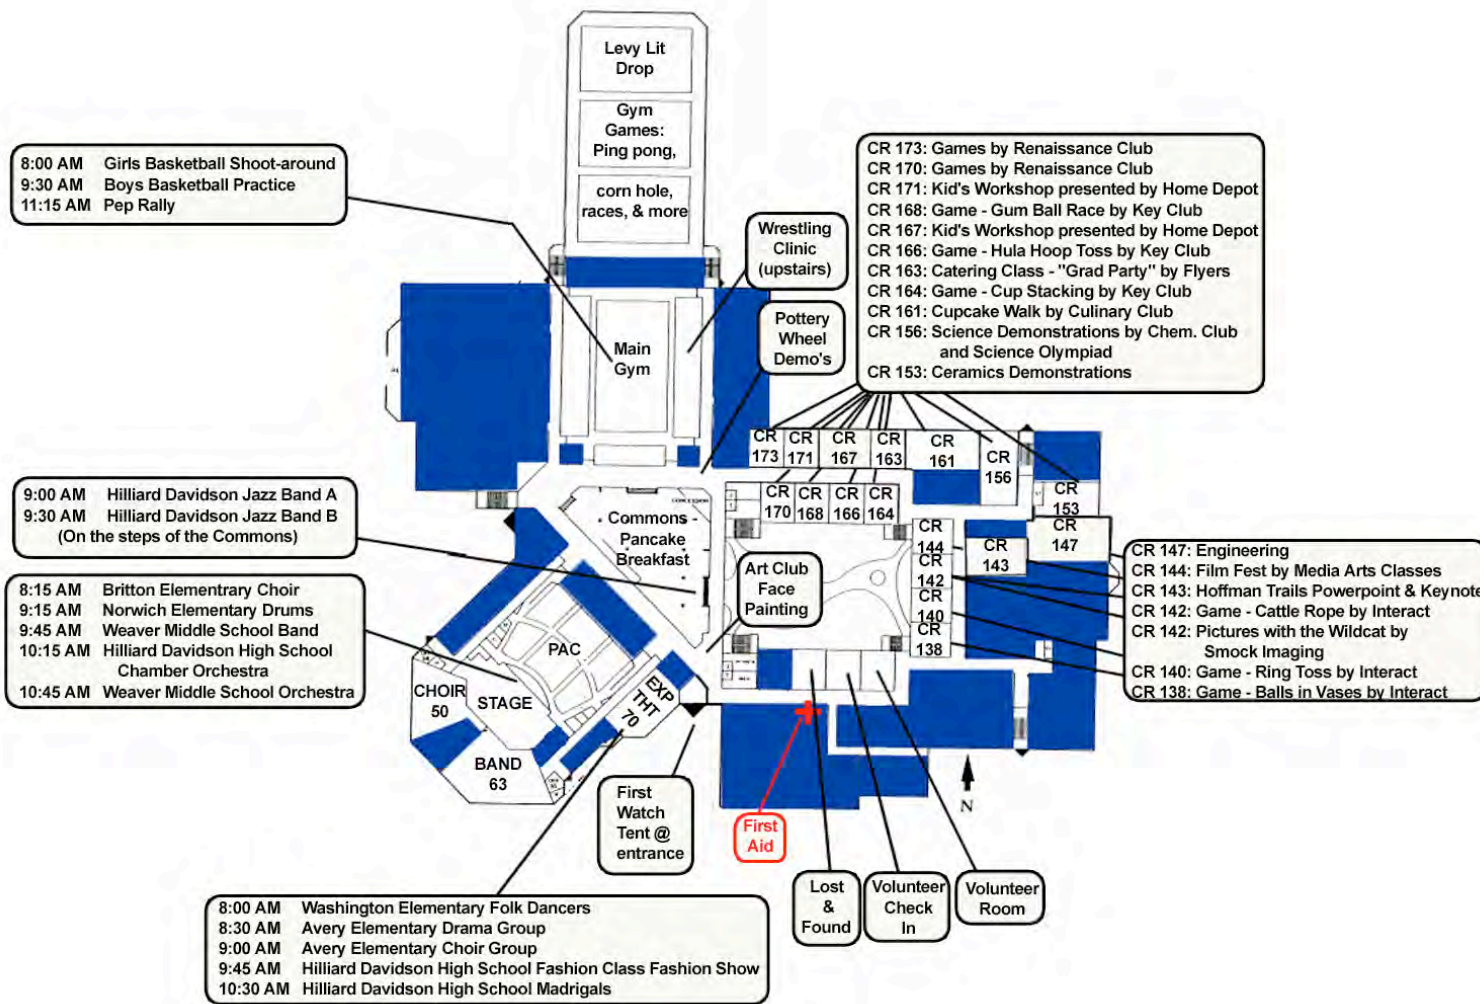 Levy Lit
Drop
Gym
Games:
Ping pong,
corn hole,
races, & more
8:00 AM Girls Basketball Shoot-around
9:30 AM Boys Basketball Practice
11:15 AM Pep Rally
Wrestling
Clinic
(upstairs)
Pottery
Wheel
Demo's
Main
Gym
CR 173: Games by Renaissance Club
CR 170: Games by Renaissance Club
CR 171: Kid's Workshop presented by Home Depot
CR 168: Game - Gum Ball Race by Key Club
CR 167: Kid's Workshop presented by Home Depot
CR 166: Game - Hula Hoop Toss by Key Club
CR 163: Catering Class - "Grad Party" by Flyers
CR 164: Game - Cup Stacking by Key Club
CR 161: Cupcake Walk by Culinary Club
CR 156: Science Demonstrations by Chem. Club
and Science Olympiad
CR 153: Ceramics Demonstrations
CR
173
CR
171
CR
167
CR
163
CR
161
CR
156
CR
153
CR
170
CR
168
CR
166
CR
164
CR
144
CR
143
CR
147
CR
142
CR
140
CR
138
9:00 AM Hilliard Davidson Jazz Band A
9:30 AM Hilliard Davidson Jazz Band B
(On the steps of the Commons)
CONCESSION
Commons -
Pancake
Breakfast
Art Club
Face
Painting
8:15 AM Britton Elementrary Choir
9:15 AM Norwich Elementary Drums
9:45 AM Weaver Middle School Band
10:15 AM Hilliard Davidson High School
Chamber Orchestra
10:45 AM Weaver Middle School Orchestra
CR 147: Engineering
CR 144: Film Fest by Media Arts Classes
CR 143: Hoffman Trails Powerpoint & Keynote
CR 142: Game - Cattle Rope by Interact
CR 142: Pictures with the Wildcat by
Smock Imaging
CR 140: Game - Ring Toss by Interact
CR 138: Game - Balls in Vases by Interact
PAC
CHOIR
50
STAGE
EXP
THT
70
BAND
63
First
Watch
Tent @
entrance
First
Aid
N
Lost
&
Found
Volunteer
Check
In
Volunteer
Room
8:00 AM Washington Elementary Folk Dancers
8:30 AM Avery Elementary Drama Group
9:00 AM Avery Elementary Choir Group
9:45 AM Hilliard Davidson High School Fashion Class Fashion Show
10:30 AM Hilliard Davidson High School Madrigals